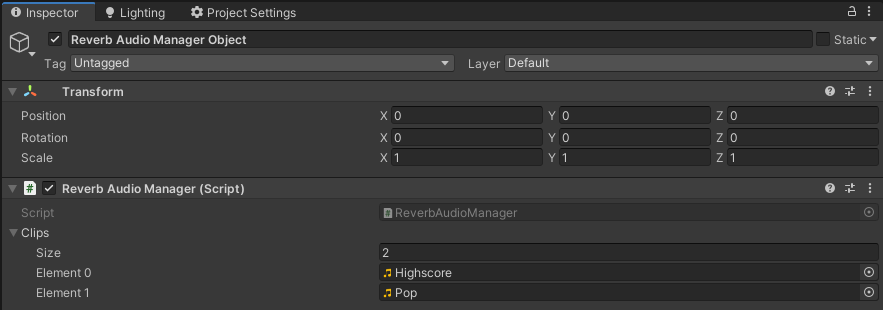 Inspector Lighting Project Settings
Reverb Audio Manager Object Static
Tag Untagged Layer Default
Transform
Position X 0 Y 0 Z 0
Rotation X 0 Y 0 Z 0
Scale X 1 Y 1 Z 1
# Reverb Audio Manager (Script)
Script # ReverbAudioManager
Clips
Size 2
Element 0 Highscore
Element 1 Pop